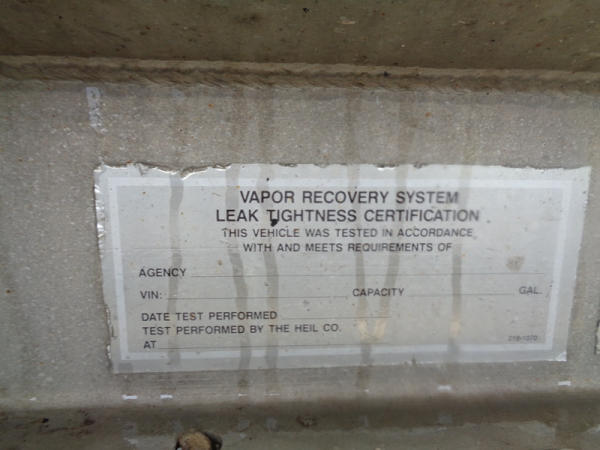 VAPOR RECOVERY SYSTEM
LEAK TIGHTNESS CERTIFICATION
THIS VEHICLE WAS TESTED IN ACCORDANCE
WITH AND MEETS REQUIREMENTS OF
AGENCY
VIN: CAPACITY GAL.
DATE TEST PERFORMED
TEST PERFORMED BY THE HEIL CO.
AT